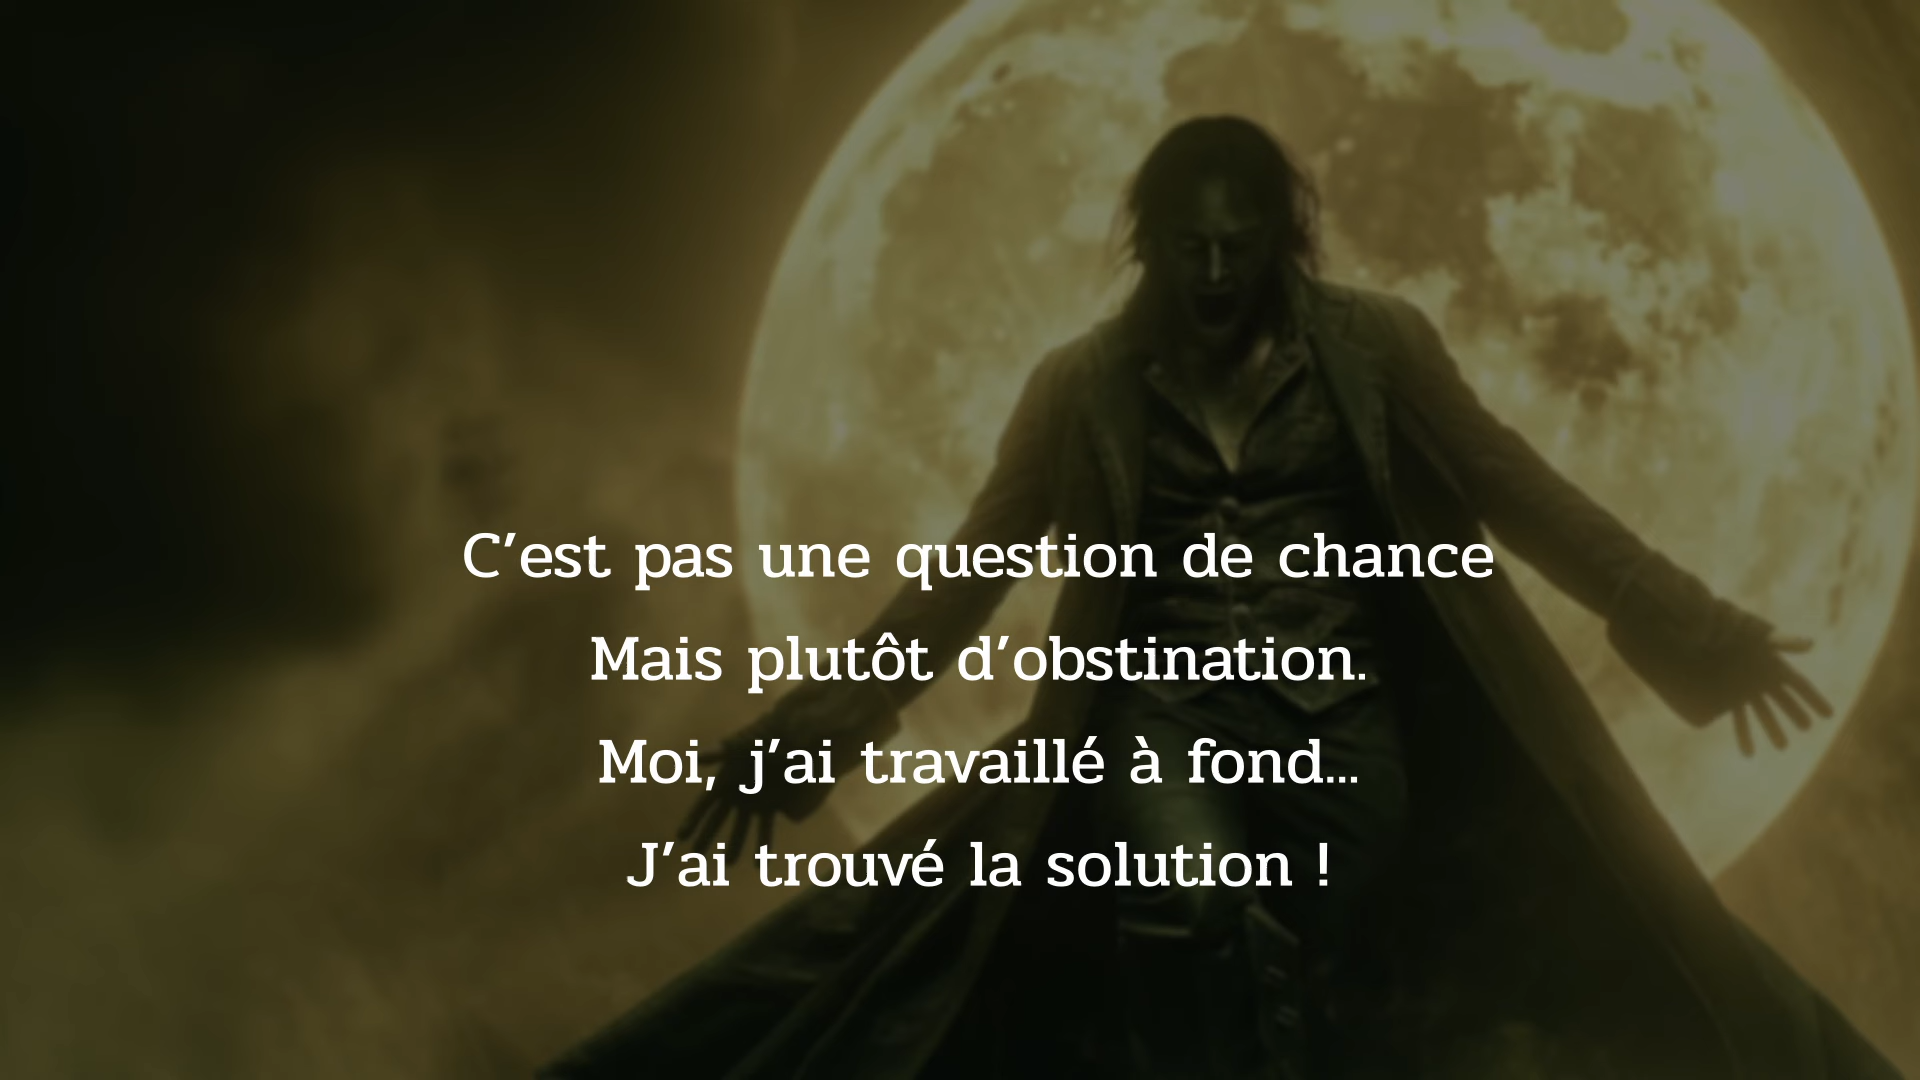 C’est pas une question de chance
Mais plutôt d’obstination.
Moi, j’ai travaillé à fond...
J’ai trouvé la solution !